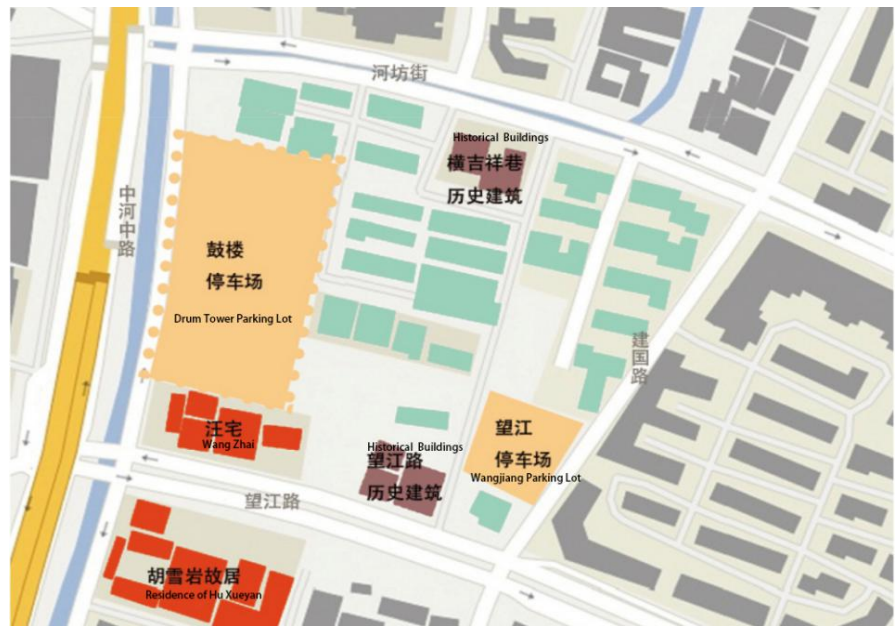 河坊街
Historical Buildings
横吉祥巷
历史建筑
中河中路
鼓楼
停车场
Drum Tower Parking Lot
建国路
汪宅
Wang Zhai
望江
停车场
Wangjiang Parking Lot
Historical Buildings
望江路
历史建筑
望江路
胡雪岩故居
Residence of Hu Xueyan